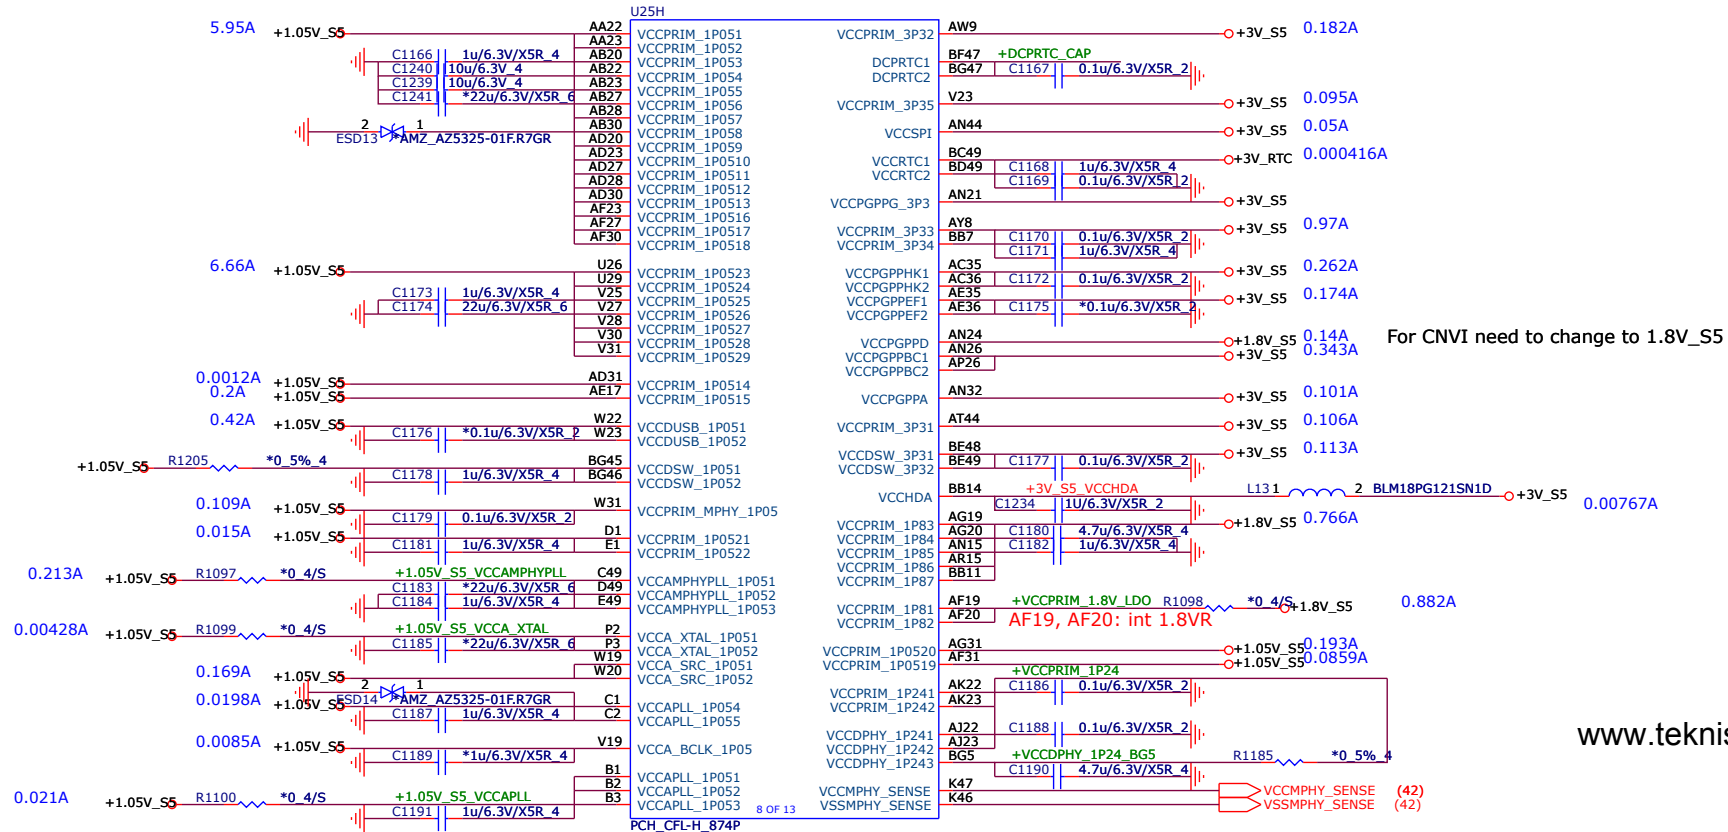 U25H
5.95A +1.05V_S5 AA22 VCCPRIM_1P051 VCCPRIM_3P32 AW9 +3V_S5 0.182A
AA23 VCCPRIM_1P052
C1166 1u/6.3V/X5R_4 AB20 VCCPRIM_1P053 DCPRTC1 BF47 +DCPRTC_CAP
C1240 10u/6.3V_4 AB22 VCCPRIM_1P054 DCPRTC2 BG47 C1167 0.1u/6.3V/X5R_2
C1239 10u/6.3V_4 AB23 VCCPRIM_1P055
C1241 *22u/6.3V/X5R_6 AB27 VCCPRIM_1P056 VCCPRIM_3P35 V23 +3V_S5 0.095A
AB28 VCCPRIM_1P057
ESD13 2 1 *AMZ_AZ5325-01F.R7GR AB30 VCCPRIM_1P058 VCCSPI AN44 +3V_S5 0.05A
AD20 VCCPRIM_1P059
AD23 VCCPRIM_1P0510 VCCRTC1 BC49 +3V_RTC 0.000416A
AD27 VCCPRIM_1P0511 VCCRTC2 BD49 C1168 1u/6.3V/X5R_4
AD28 VCCPRIM_1P0512 C1169 0.1u/6.3V/X5R_2
AD30 VCCPRIM_1P0513 VCCPGPPG_3P3 AN21 +3V_S5
AF23 VCCPRIM_1P0516
AF27 VCCPRIM_1P0517 VCCPRIM_3P33 AY8 +3V_S5 0.97A
AF30 VCCPRIM_1P0518 VCCPRIM_3P34 BB7 C1170 0.1u/6.3V/X5R_2
C1171 1u/6.3V/X5R_4
6.66A +1.05V_S5 U26 VCCPRIM_1P0523 VCCPGPPHK1 AC35 +3V_S5 0.262A
U29 VCCPRIM_1P0524 VCCPGPPHK2 AC36 C1172 0.1u/6.3V/X5R_2
C1173 1u/6.3V/X5R_4 V25 VCCPRIM_1P0525 VCCPGPPEF1 AE35 +3V_S5 0.174A
C1174 22u/6.3V/X5R_6 V27 VCCPRIM_1P0526 VCCPGPPEF2 AE36 C1175 *0.1u/6.3V/X5R_2
V28 VCCPRIM_1P0527
V30 VCCPRIM_1P0528 VCCPGPPD AN24 +1.8V_S5 0.14A For CNVI need to change to 1.8V_S5
V31 VCCPRIM_1P0529 VCCPGPPBC1 AN26 +3V_S5 0.343A
VCCPGPPBC2 AP26
0.0012A +1.05V_S5 AD31 VCCPRIM_1P0514
0.2A +1.05V_S5 AE17 VCCPRIM_1P0515 VCCPGPPA AN32 +3V_S5 0.101A
0.42A +1.05V_S5 W22 VCCDUSB_1P051 VCCPRIM_3P31 AT44 +3V_S5 0.106A
C1176 *0.1u/6.3V/X5R_2 W23 VCCDUSB_1P052
VCCDSW_3P31 BE48 +3V_S5 0.113A
+1.05V_S5 R1205 *0_5%_4 BG45 VCCDSW_1P051 VCCDSW_3P32 BE49 C1177 0.1u/6.3V/X5R_2
C1178 1u/6.3V/X5R_4 BG46 VCCDSW_1P052
VCCHDA BB14 +3V_S5_VCCHDA L13 1 2 BLM18PG121SN1D +3V_S5 0.00767A
0.109A +1.05V_S5 W31 VCCPRIM_MPHY_1P05 C1234 1U/6.3V/X5R_2
C1179 0.1u/6.3V/X5R_2 VCCPRIM_1P83 AG19 +1.8V_S5 0.766A
0.015A +1.05V_S5 D1 VCCPRIM_1P0521 VCCPRIM_1P84 AG20 C1180 4.7u/6.3V/X5R_4
C1181 1u/6.3V/X5R_4 E1 VCCPRIM_1P0522 VCCPRIM_1P85 AN15 C1182 1u/6.3V/X5R_4
VCCPRIM_1P86 AR15
0.213A +1.05V_S5 R1097 *0_4/S +1.05V_S5_VCCAMPHYPLL C49 VCCAMPHYPLL_1P051 VCCPRIM_1P87 BB11
C1183 *22u/6.3V/X5R_6 D49 VCCAMPHYPLL_1P052
C1184 1u/6.3V/X5R_4 E49 VCCAMPHYPLL_1P053 VCCPRIM_1P81 AF19 +VCCPRIM_1.8V_LDO R1098 *0_4/S +1.8V_S5 0.882A
VCCPRIM_1P82 AF20 AF19, AF20: int 1.8VR
0.00428A +1.05V_S5 R1099 *0_4/S +1.05V_S5_VCCA_XTAL P2 VCCA_XTAL_1P051
C1185 *22u/6.3V/X5R_6 P3 VCCA_XTAL_1P052 VCCPRIM_1P0520 AG31 +1.05V_S5 0.193A
W19 VCCA_SRC_1P051 VCCPRIM_1P0519 AF31 +1.05V_S5 0.0859A
0.169A +1.05V_S5 W20 VCCA_SRC_1P052 +VCCPRIM_1P24
ESD14 2 1 *AMZ_AZ5325-01F.R7GR VCCPRIM_1P241 AK22 C1186 0.1u/6.3V/X5R_2
0.0198A +1.05V_S5 C1 VCCAPLL_1P054 VCCPRIM_1P242 AK23
C1187 1u/6.3V/X5R_4 C2 VCCAPLL_1P055
VCCDPHY_1P241 AJ22 C1188 0.1u/6.3V/X5R_2
0.0085A +1.05V_S5 V19 VCCA_BCLK_1P05 VCCDPHY_1P242 AJ23
C1189 *1u/6.3V/X5R_4 VCCDPHY_1P243 BG5 +VCCDPHY_1P24_BG5 R1185 *0_5%_4
www.teknis
B1 VCCAPLL_1P051 C1190 4.7u/6.3V/X5R_4
B2 VCCAPLL_1P052 VCCMPHY_SENSE K47 VCCMPHY_SENSE (42)
0.021A +1.05V_S5 R1100 *0_4/S +1.05V_S5_VCCAPLL B3 VCCAPLL_1P053 VSSMPHY_SENSE K46 VSSMPHY_SENSE (42)
C1191 1u/6.3V/X5R_4 8 OF 13
PCH_CFL-H_874P